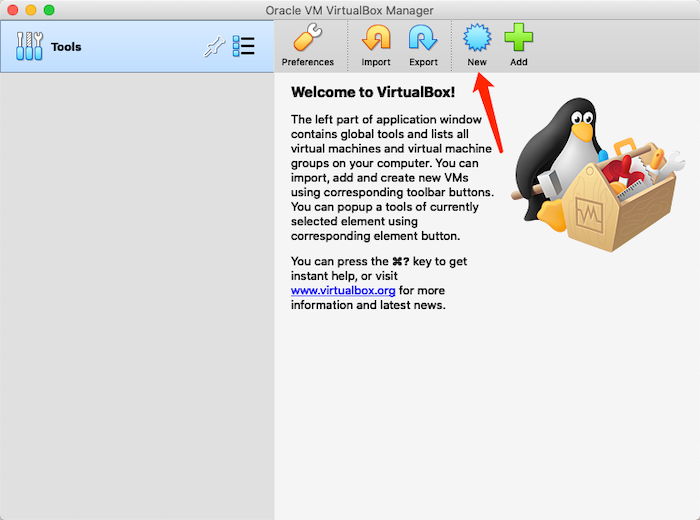 Oracle VM VirtualBox Manager
Tools
Preferences
Import
Export
New
Add
Welcome to VirtualBox!
The left part of application window
contains global tools and lists all
virtual machines and virtual machine
groups on your computer. You can
import, add and create new VMs
using corresponding toolbar buttons.
You can popup a tools of currently
selected element using
corresponding element button.
You can press the ⌘? key to get
instant help, or visit
www.virtualbox.org for more
information and latest news.